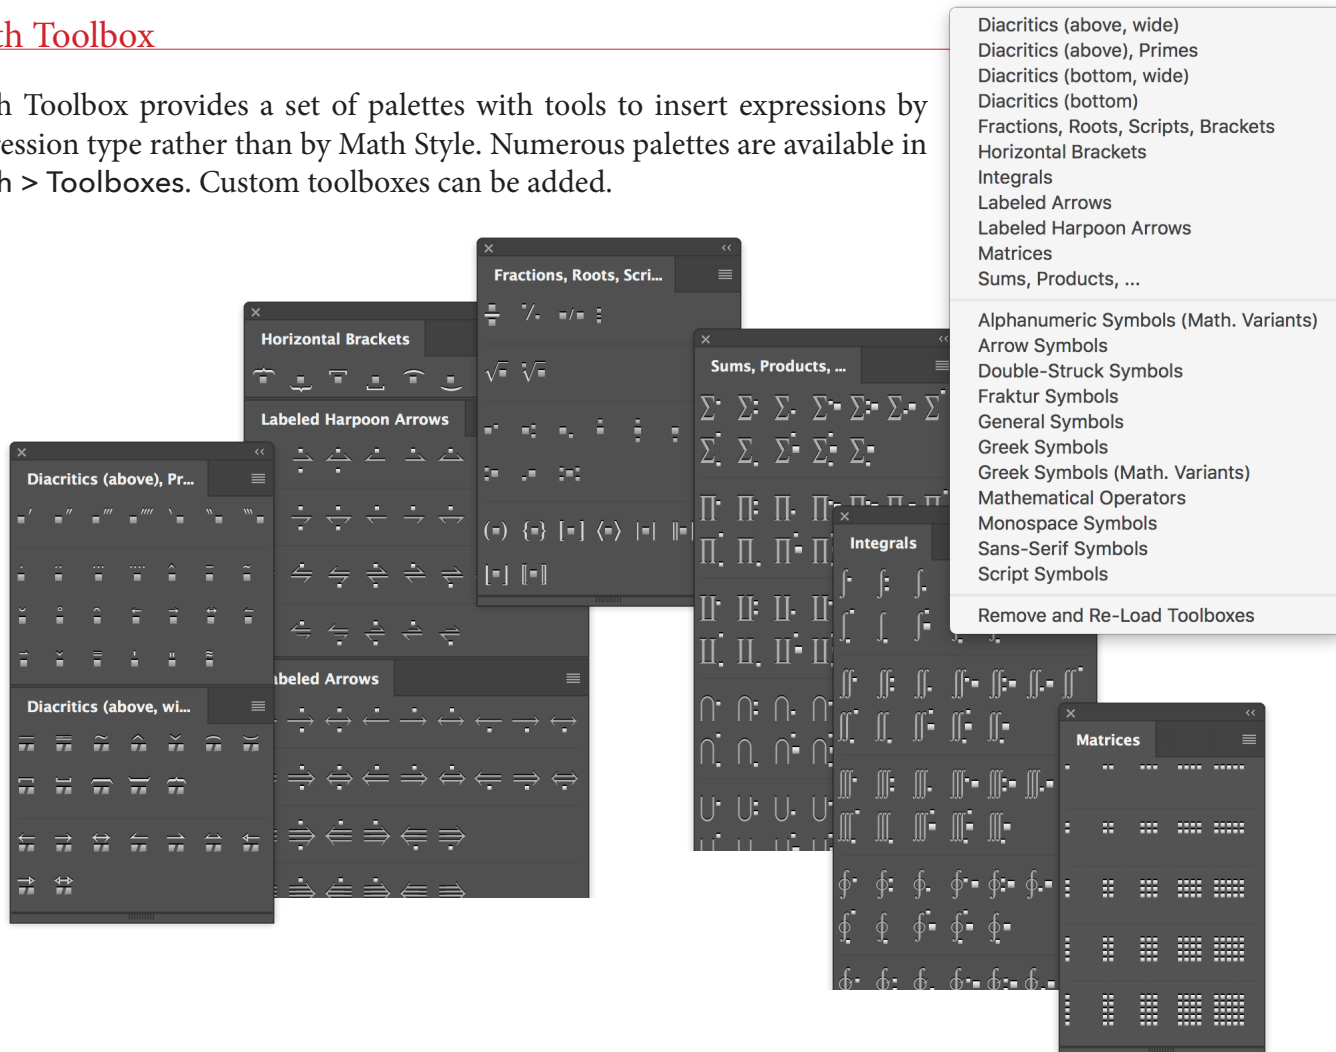 th Toolbox
h Toolbox provides a set of palettes with tools to insert expressions by
ression type rather than by Math Style. Numerous palettes are available in
h > Toolboxes. Custom toolboxes can be added.
Diacritics (above, wide)
Diacritics (above), Primes
Diacritics (bottom, wide)
Diacritics (bottom)
Fractions, Roots, Scripts, Brackets
Horizontal Brackets
Integrals
Labeled Arrows
Labeled Harpoon Arrows
Matrices
Sums, Products, ...
Alphanumeric Symbols (Math. Variants)
Arrow Symbols
Double-Struck Symbols
Fraktur Symbols
General Symbols
Greek Symbols
Greek Symbols (Math. Variants)
Mathematical Operators
Monospace Symbols
Sans-Serif Symbols
Script Symbols
Remove and Re-Load Toolboxes
Fractions, Roots, Scri...
Horizontal Brackets
Labeled Harpoon Arrows
Sums, Products, ...
Diacritics (above), Pr...
Integrals
abeled Arrows
Diacritics (above, wi...
Matrices